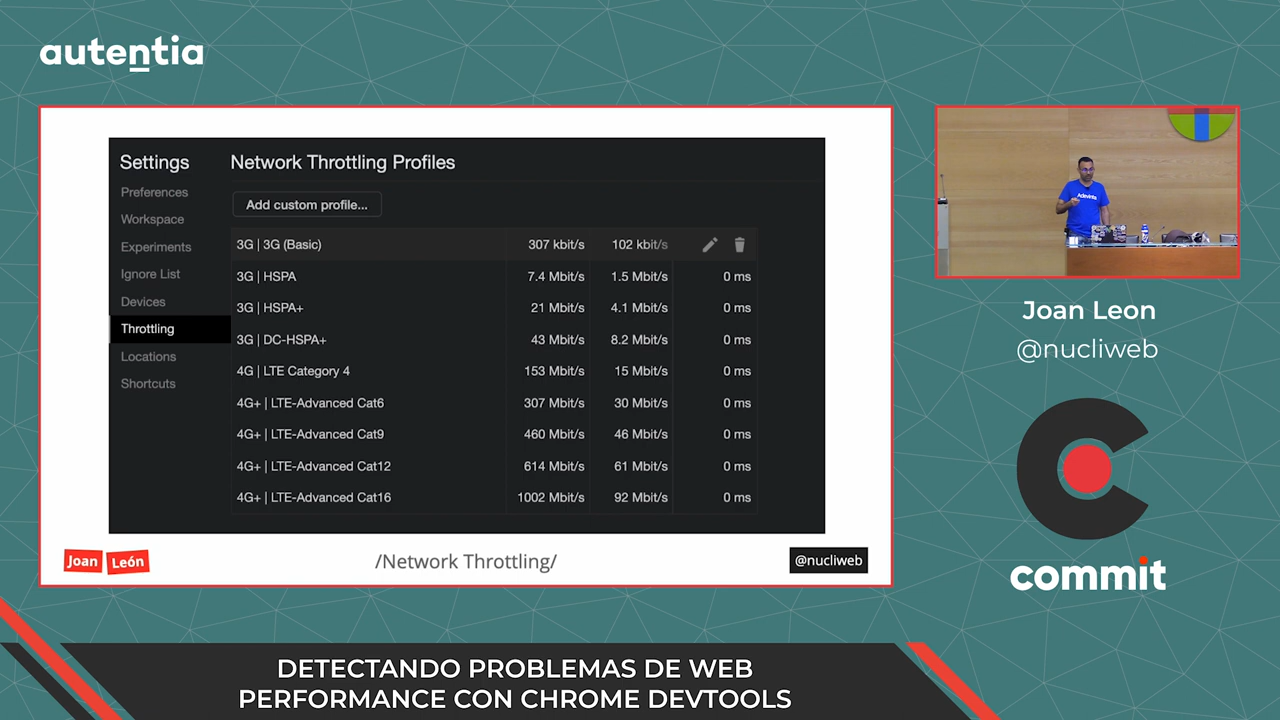 autentia
Settings
Preferences
Workspace
Experiments
Ignore List
Devices
Throttling
Locations
Shortcuts
Network Throttling Profiles
Add custom profile...
3G | 3G (Basic) 307 kbit/s 102 kbit/s
3G | HSPA 7.4 Mbit/s 1.5 Mbit/s 0 ms
3G | HSPA+ 21 Mbit/s 4.1 Mbit/s 0 ms
3G | DC-HSPA+ 43 Mbit/s 8.2 Mbit/s 0 ms
4G | LTE Category 4 153 Mbit/s 15 Mbit/s 0 ms
4G+ | LTE-Advanced Cat6 307 Mbit/s 30 Mbit/s 0 ms
4G+ | LTE-Advanced Cat9 460 Mbit/s 46 Mbit/s 0 ms
4G+ | LTE-Advanced Cat12 614 Mbit/s 61 Mbit/s 0 ms
4G+ | LTE-Advanced Cat16 1002 Mbit/s 92 Mbit/s 0 ms
Joan León
/Network Throttling/
@nucliweb
Adevinta
Joan Leon
@nucliweb
commit
DETECTANDO PROBLEMAS DE WEB
PERFORMANCE CON CHROME DEVTOOLS